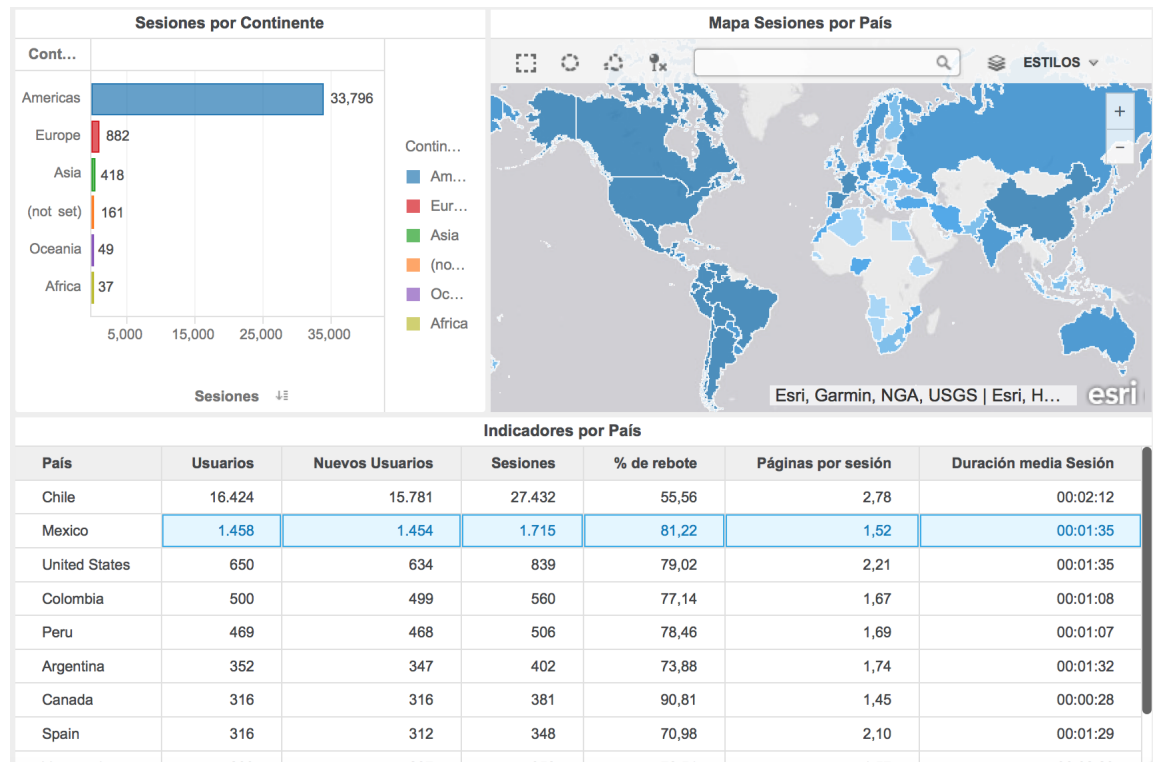 Sesiones por Continente
Cont...
Americas 33,796
Europe 882
Asia 418
(not set) 161
Oceania 49
Africa 37
5,000 15,000 25,000 35,000
Sesiones
Contin...
Am...
Eur...
Asia
(no...
Oc...
Africa
Mapa Sesiones por País
ESTILOS
+
−
Esri, Garmin, NGA, USGS | Esri, H...
esri
Indicadores por País
País Usuarios Nuevos Usuarios Sesiones % de rebote Páginas por sesión Duración media Sesión
Chile 16.424 15.781 27.432 55,56 2,78 00:02:12
Mexico 1.458 1.454 1.715 81,22 1,52 00:01:35
United States 650 634 839 79,02 2,21 00:01:35
Colombia 500 499 560 77,14 1,67 00:01:08
Peru 469 468 506 78,46 1,69 00:01:07
Argentina 352 347 402 73,88 1,74 00:01:32
Canada 316 316 381 90,81 1,45 00:00:28
Spain 316 312 348 70,98 2,10 00:01:29